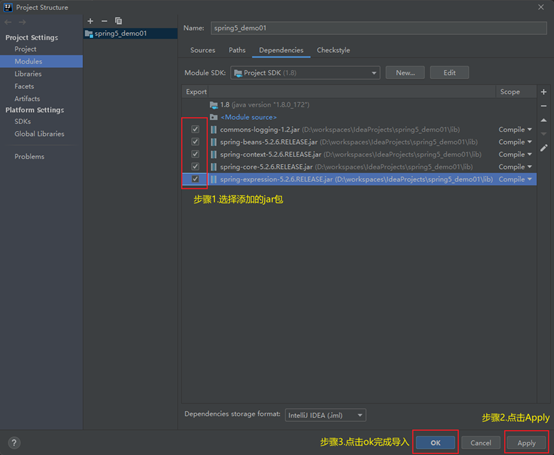 Project Structure
Project Settings
Project
Modules
Libraries
Facets
Artifacts
Platform Settings
SDKs
Global Libraries
Problems
spring5_demo01
Name: spring5_demo01
Sources Paths Dependencies Checkstyle
Module SDK: Project SDK (1.8) New... Edit
Export Scope
1.8 (java version "1.8.0_172")
<Module source>
commons-logging-1.2.jar (D:\workspaces\IdeaProjects\spring5_demo01\lib) Compile
spring-beans-5.2.6.RELEASE.jar (D:\workspaces\IdeaProjects\spring5_demo01\lib) Compile
spring-context-5.2.6.RELEASE.jar (D:\workspaces\IdeaProjects\spring5_demo01\lib) Compile
spring-core-5.2.6.RELEASE.jar (D:\workspaces\IdeaProjects\spring5_demo01\lib) Compile
spring-expression-5.2.6.RELEASE.jar (D:\workspaces\IdeaProjects\spring5_demo01\lib) Compile
步骤1.选择添加的jar包
Dependencies storage format: IntelliJ IDEA (.iml)
步骤2.点击Apply
步骤3.点击ok完成导入
OK Cancel Apply
?